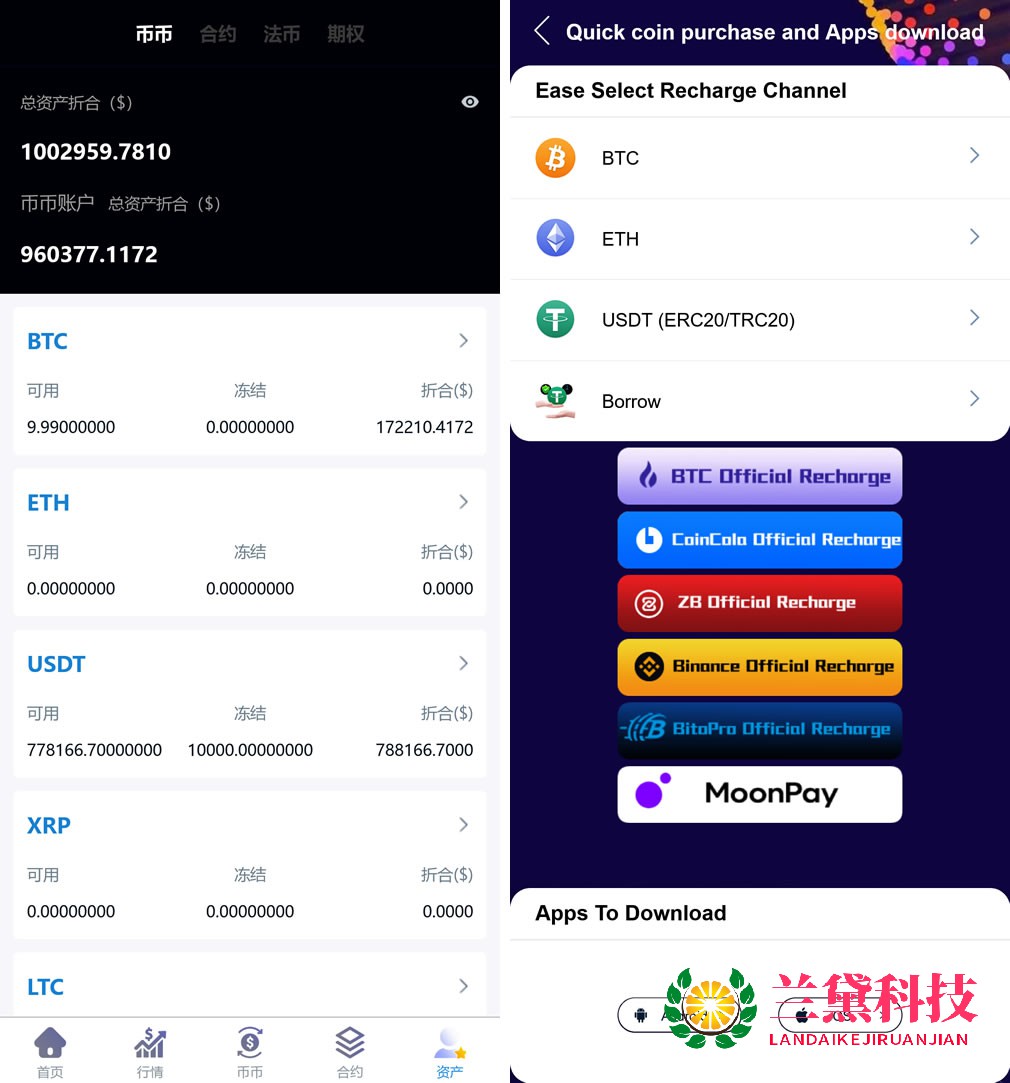 币币 合约 法币 期权
总资产折合（$）
1002959.7810
币币账户 总资产折合（$）
960377.1172
BTC
可用 冻结 折合($)
9.99000000 0.00000000 172210.4172
ETH
可用 冻结 折合($)
0.00000000 0.00000000 0.0000
USDT
可用 冻结 折合($)
778166.70000000 10000.00000000 788166.7000
XRP
可用 冻结 折合($)
0.00000000 0.00000000 0.0000
LTC
首页 行情 币币 合约 资产
Quick coin purchase and Apps download
Ease Select Recharge Channel
BTC
ETH
USDT (ERC20/TRC20)
Borrow
BTC Official Recharge
CoinCola Official Recharge
ZB Official Recharge
Binance Official Recharge
BitoPro Official Recharge
MoonPay
Apps To Download
兰黛科技
LANDAIKEJIRUANJIAN